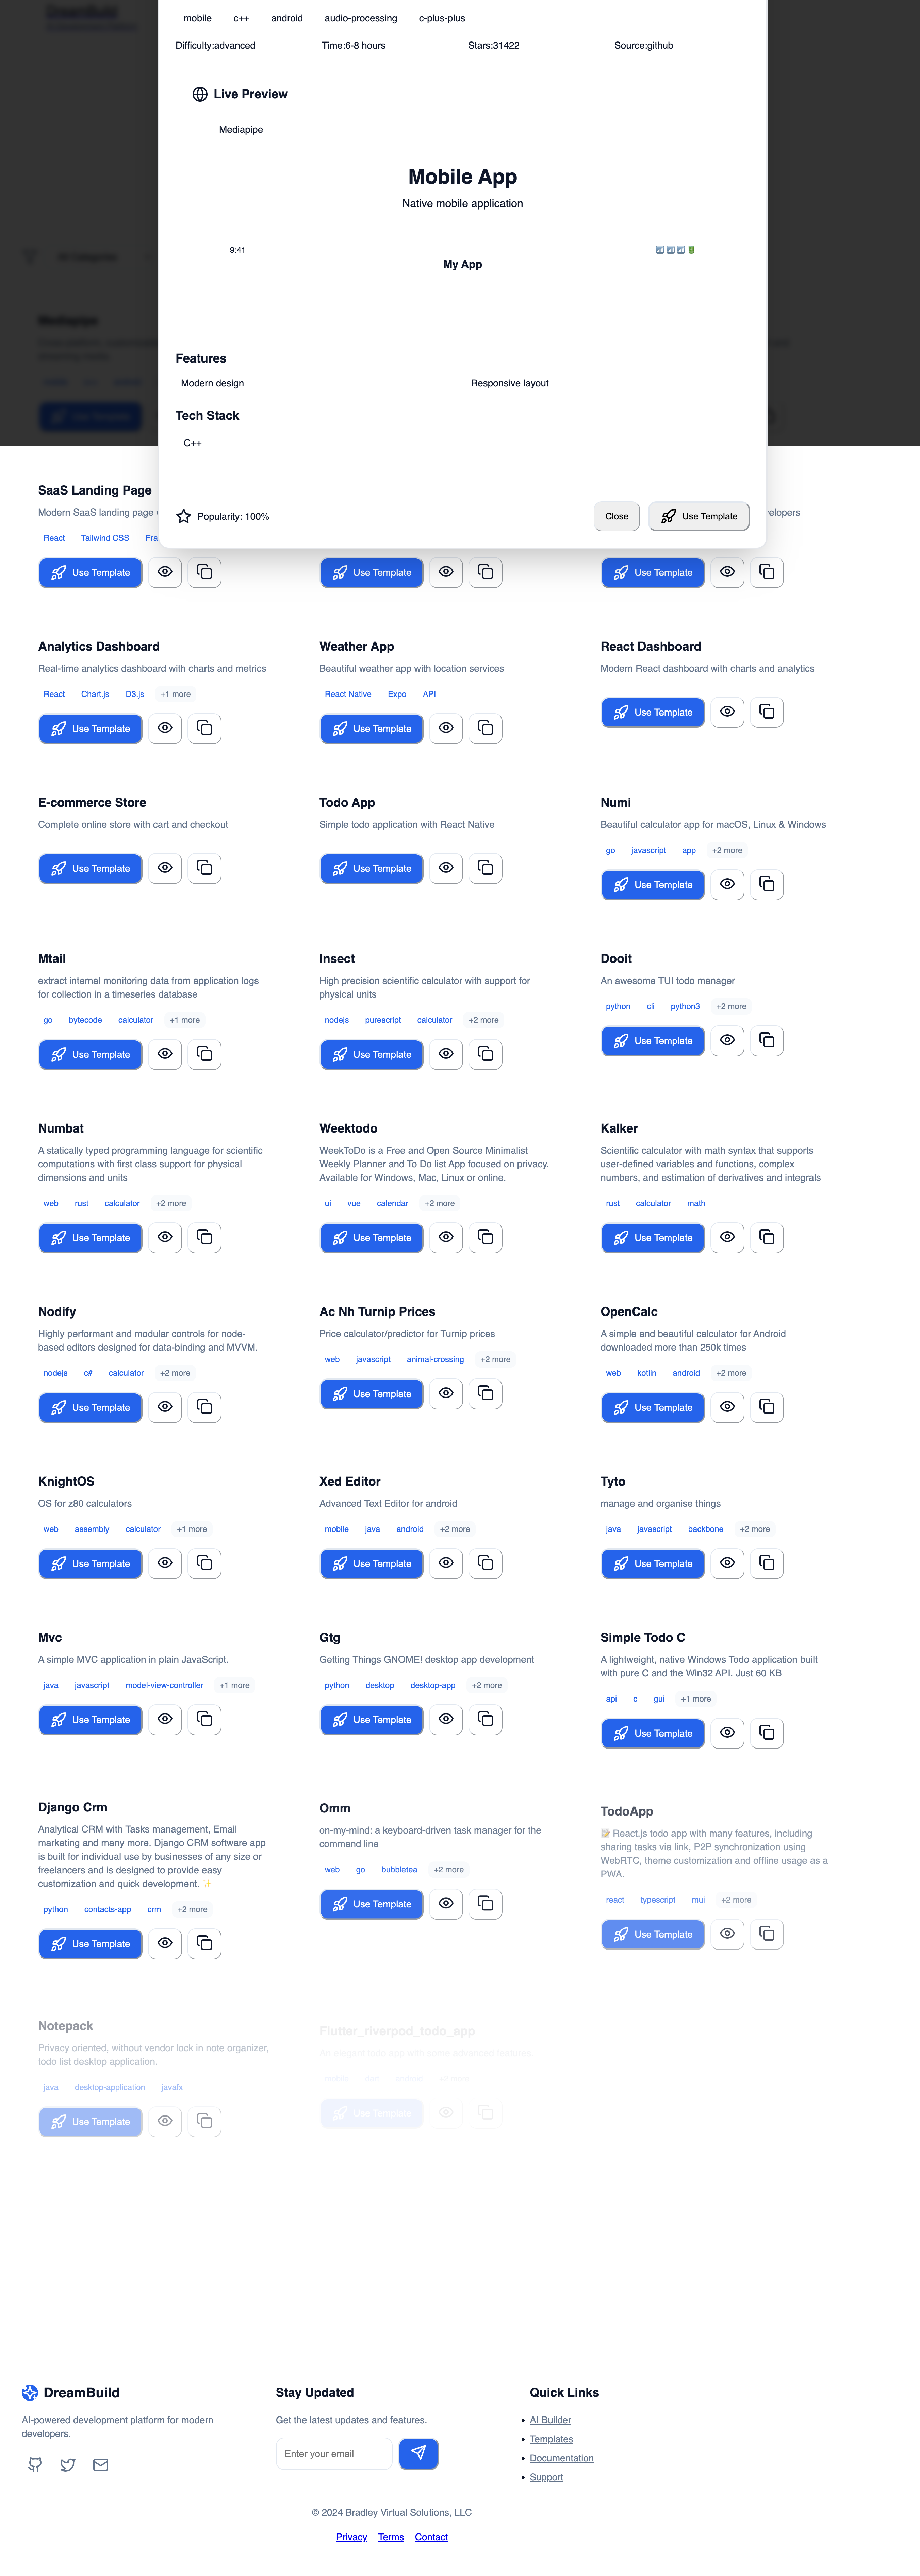 DreamBuild
All Categories
mobile c++ android audio-processing c-plus-plus
Difficulty:advanced Time:6-8 hours Stars:31422 Source:github
Live Preview
Mediapipe
Mobile App
Native mobile application
9:41
My App
Mediapipe
Use Template
Features
Modern design Responsive layout
Tech Stack
C++
Popularity: 100%
Close Use Template
SaaS Landing Page
Modern SaaS landing page
React Tailwind CSS Fra
Use Template Use Template Use Template
Analytics Dashboard
Real-time analytics dashboard with charts and metrics
React Chart.js D3.js +1 more
Use Template
Weather App
Beautiful weather app with location services
React Native Expo API
Use Template
React Dashboard
Modern React dashboard with charts and analytics
Use Template
E-commerce Store
Complete online store with cart and checkout
Use Template
Todo App
Simple todo application with React Native
Use Template
Numi
Beautiful calculator app for macOS, Linux & Windows
go javascript app +2 more
Use Template
Mtail
extract internal monitoring data from application logs
for collection in a timeseries database
go bytecode calculator +1 more
Use Template
Insect
High precision scientific calculator with support for
physical units
nodejs purescript calculator +2 more
Use Template
Dooit
An awesome TUI todo manager
python cli python3 +2 more
Use Template
Numbat
A statically typed programming language for scientific
computations with first class support for physical
dimensions and units
web rust calculator +2 more
Use Template
Weektodo
WeekToDo is a Free and Open Source Minimalist
Weekly Planner and To Do list App focused on privacy.
Available for Windows, Mac, Linux or online.
ui vue calendar +2 more
Use Template
Kalker
Scientific calculator with math syntax that supports
user-defined variables and functions, complex
numbers, and estimation of derivatives and integrals
rust calculator math
Use Template
Nodify
Highly performant and modular controls for node-
based editors designed for data-binding and MVVM.
nodejs c# calculator +2 more
Use Template
Ac Nh Turnip Prices
Price calculator/predictor for Turnip prices
web javascript animal-crossing +2 more
Use Template
OpenCalc
A simple and beautiful calculator for Android
downloaded more than 250k times
web kotlin android +2 more
Use Template
KnightOS
OS for z80 calculators
web assembly calculator +1 more
Use Template
Xed Editor
Advanced Text Editor for android
mobile java android +2 more
Use Template
Tyto
manage and organise things
java javascript backbone +2 more
Use Template
Mvc
A simple MVC application in plain JavaScript.
java javascript model-view-controller +1 more
Use Template
Gtg
Getting Things GNOME! desktop app development
python desktop desktop-app +2 more
Use Template
Simple Todo C
A lightweight, native Windows Todo application built
with pure C and the Win32 API. Just 60 KB
api c gui +1 more
Use Template
Django Crm
Analytical CRM with Tasks management, Email
marketing and many more. Django CRM software app
is built for individual use by businesses of any size or
freelancers and is designed to provide easy
customization and quick development. ✨
python contacts-app crm +2 more
Use Template
Omm
on-my-mind: a keyboard-driven task manager for the
command line
web go bubbletea +2 more
Use Template
TodoApp
📝 React.js todo app with many features, including
sharing tasks via link, P2P synchronization using
WebRTC, theme customization and offline usage as a
PWA.
react typescript mui +2 more
Use Template
Notepack
Privacy oriented, without vendor lock in note organizer,
todo list desktop application.
java desktop-application javafx
Use Template
Flutter_riverpod_todo_app
Use Template
DreamBuild
AI-powered development platform for modern
developers.
Stay Updated
Get the latest updates and features.
Enter your email
Quick Links
AI Builder
Templates
Documentation
Support
© 2024 Bradley Virtual Solutions, LLC
Privacy Terms Contact